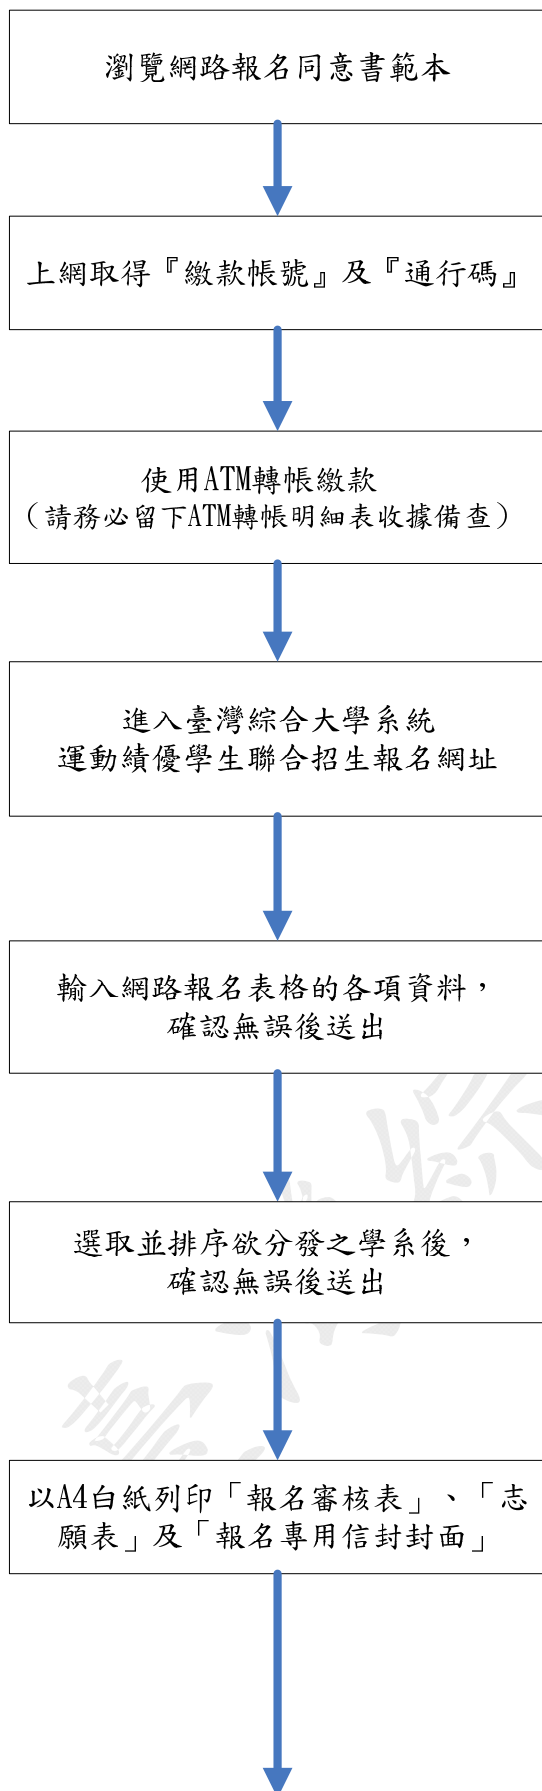 瀏覽網路報名同意書範本
上網取得『繳款帳號』及『通行碼』
使用ATM轉帳繳款
（請務必留下ATM轉帳明細表收據備查）
進入臺灣綜合大學系統
運動績優學生聯合招生報名網址
輸入網路報名表格的各項資料，
確認無誤後送出
選取並排序欲分發之學系後，
確認無誤後送出
以A4白紙列印「報名審核表」、「志
願表」及「報名專用信封封面」
臺灣綜